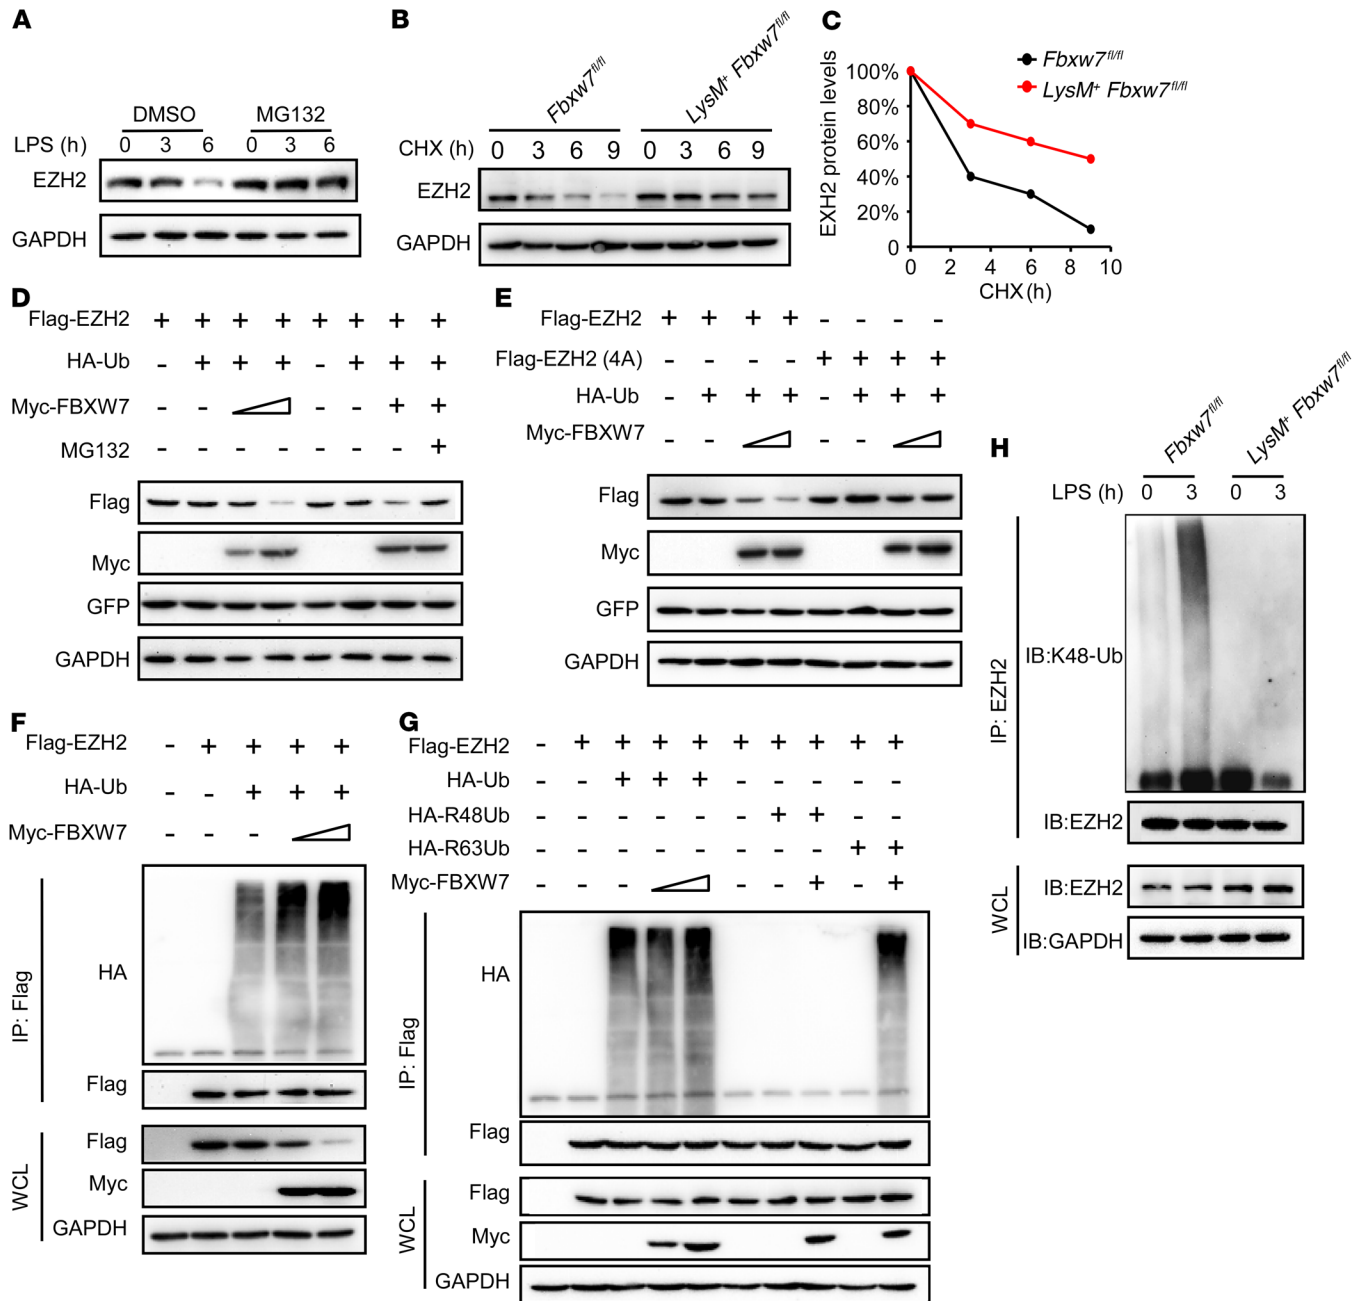 A
DMSO MG132
LPS (h) 0 3 6 0 3 6
EZH2
GAPDH
B
Fbxw7fl/fl LysM+ Fbxw7fl/fl
CHX (h) 0 3 6 9 0 3 6 9
EZH2
GAPDH
C
Fbxw7fl/fl
LysM+ Fbxw7fl/fl
EXH2 protein levels
100%
80%
60%
40%
20%
0
0 2 4 6 8 10
CHX (h)
D
Flag-EZH2 + + + + + + + +
HA-Ub - + + + - + + +
Myc-FBXW7 - - - - + +
MG132 - - - - - - - +
Flag
Myc
GFP
GAPDH
E
Flag-EZH2 + + + + - - - -
Flag-EZH2 (4A) - - - - + + + +
HA-Ub - + + + - + + +
Myc-FBXW7 - - - -
Flag
Myc
GFP
GAPDH
F
Flag-EZH2 - + + + +
HA-Ub - - + + +
Myc-FBXW7 - - -
IP: Flag
HA
Flag
WCL
Flag
Myc
GAPDH
G
Flag-EZH2 - + + + + + + + + +
HA-Ub - - + + + - - - - -
HA-R48Ub - - - - - - + + - -
HA-R63Ub - - - - - - - - + +
Myc-FBXW7 - - - - - + - +
IP: Flag
HA
Flag
WCL
Flag
Myc
GAPDH
H
Fbxw7fl/fl LysM+ Fbxw7fl/fl
LPS (h) 0 3 0 3
IP: EZH2
IB:K48-Ub
IB:EZH2
WCL
IB:EZH2
IB:GAPDH